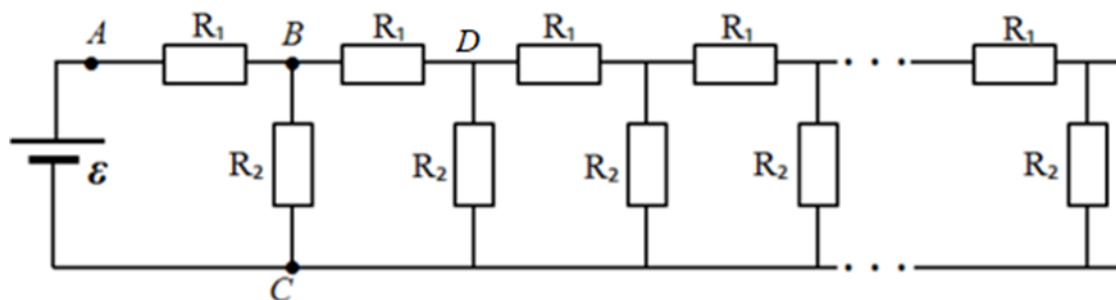 A R₁ B R₁ D R₁ R₁ . . . R₁
ε R₂ R₂ R₂ R₂ R₂
C . . .